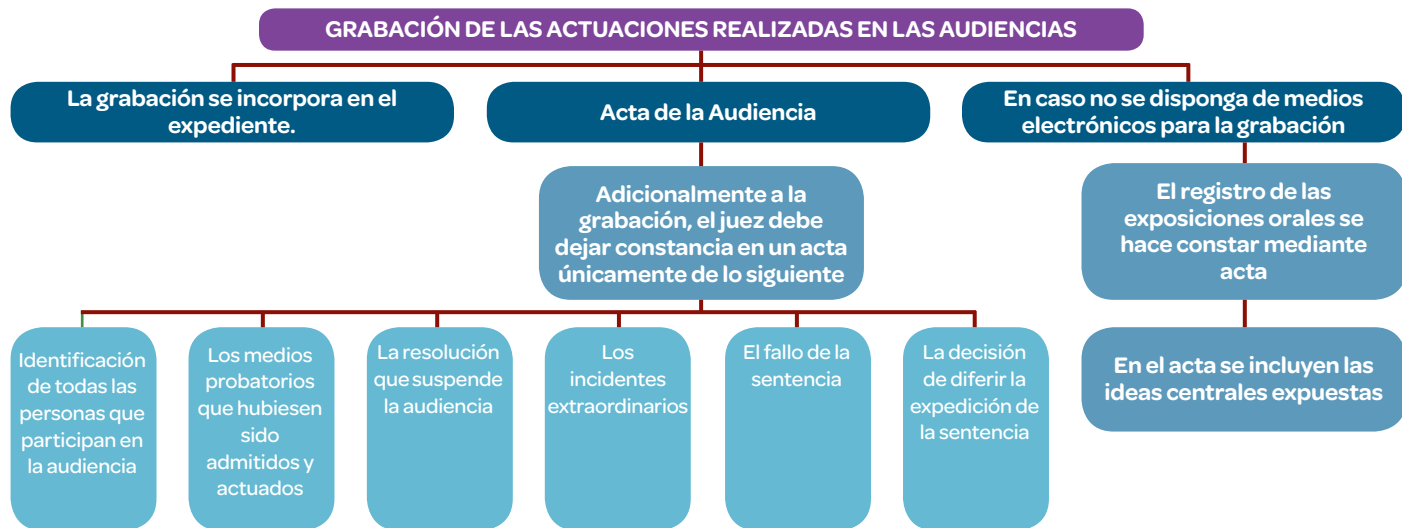 GRABACIÓN DE LAS ACTUACIONES REALIZADAS EN LAS AUDIENCIAS
La grabación se incorpora en el
expediente.
Acta de la Audiencia
En caso no se disponga de medios
electrónicos para la grabación
Adicionalmente a la
grabación, el juez debe
dejar constancia en un acta
únicamente de lo siguiente
El registro de las
exposiciones orales se
hace constar mediante
acta
Identificación
de todas las
personas que
participan en
la audiencia
Los medios
probatorios
que hubiesen
sido
admitidos y
actuados
La resolución
que suspende
la audiencia
Los
incidentes
extraordinarios
El fallo de la
sentencia
La decisión
de diferir la
expedición de
la sentencia
En el acta se incluyen las
ideas centrales expuestas